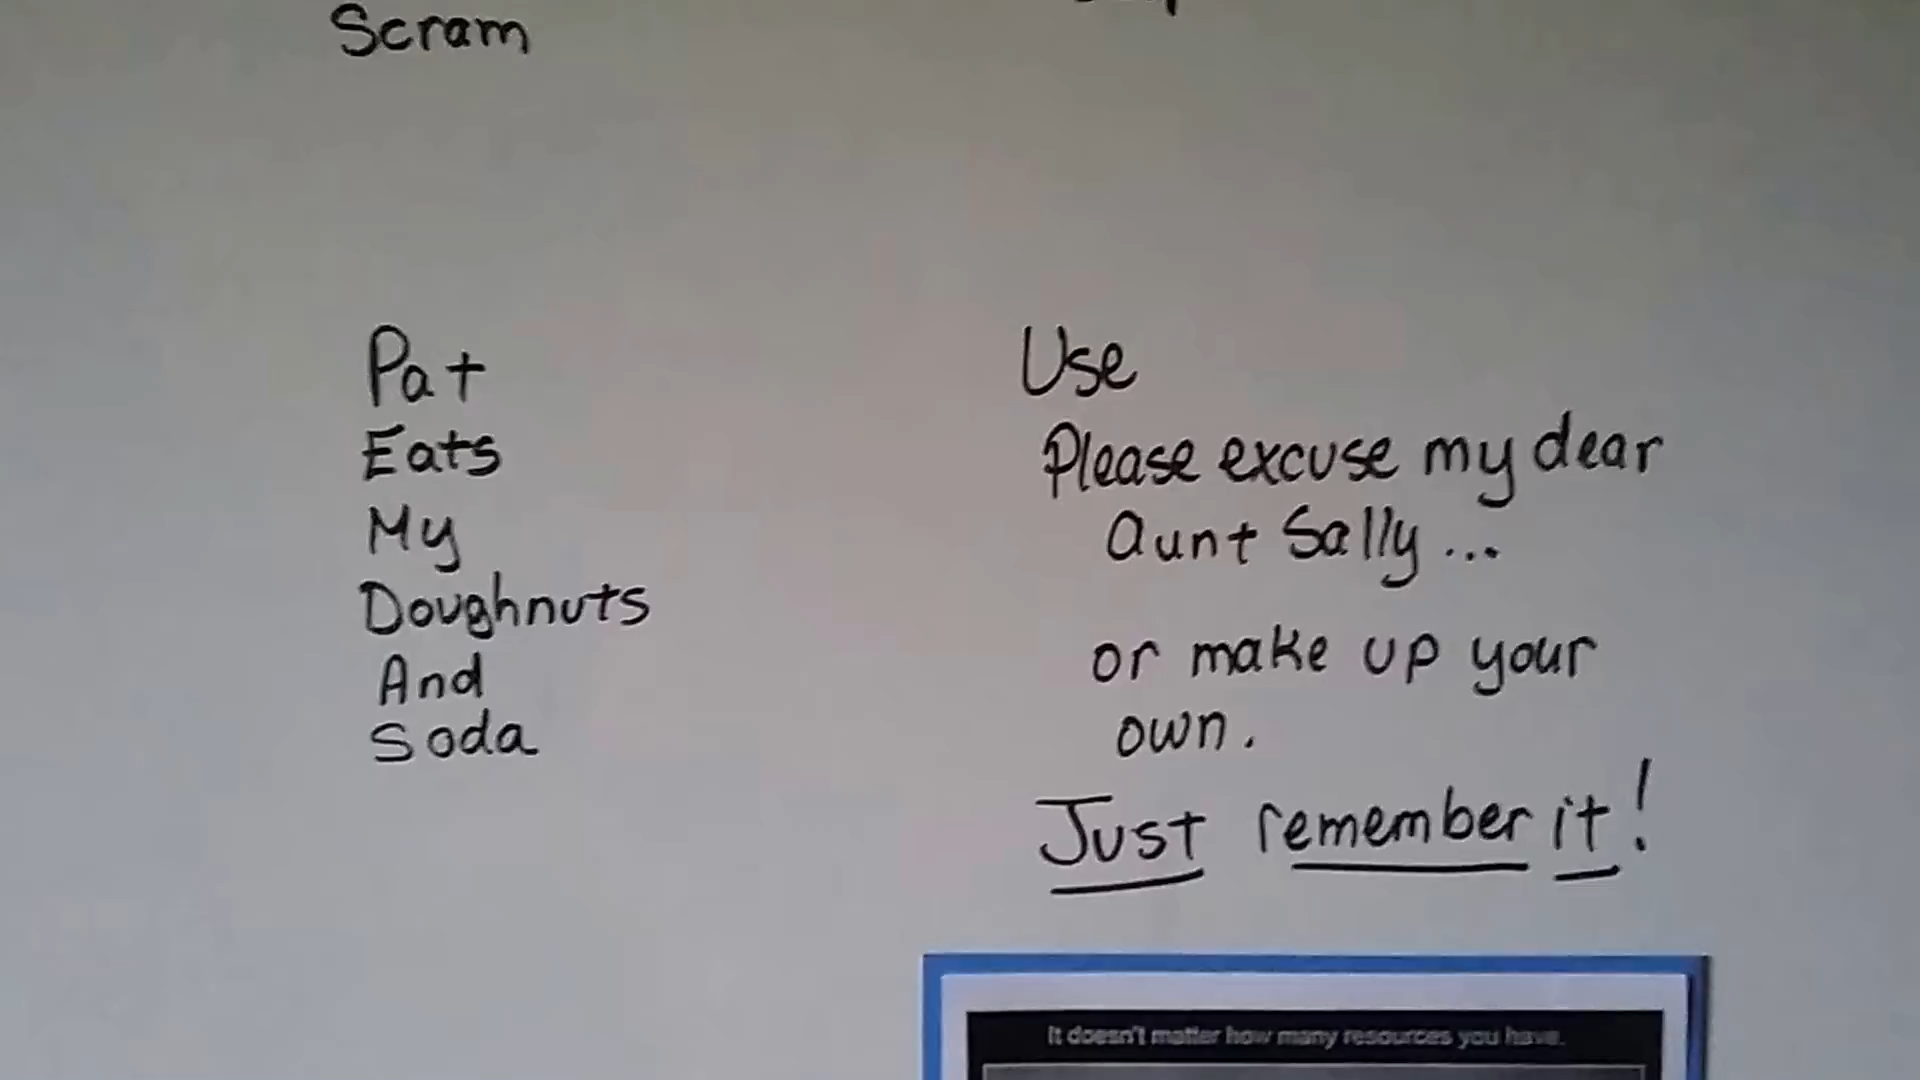 Scram
Pat
Eats
My
Doughnuts
And
Soda
Use
Please excuse my dear
Aunt Sally...
or make up your
own.
Just remember it!
It doesn't matter how many resources you have.